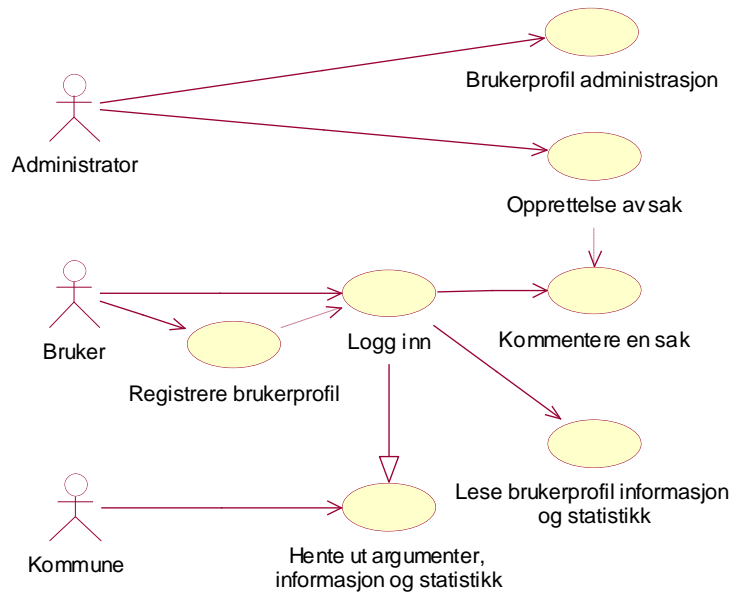 Brukerprofil administrasjon
Administrator
Opprettelse av sak
Bruker
Logg inn
Kommentere en sak
Registrere brukerprofil
Lese brukerprofil informasjon
og statistikk
Kommune
Hente ut argumenter,
informasjon og statistikk